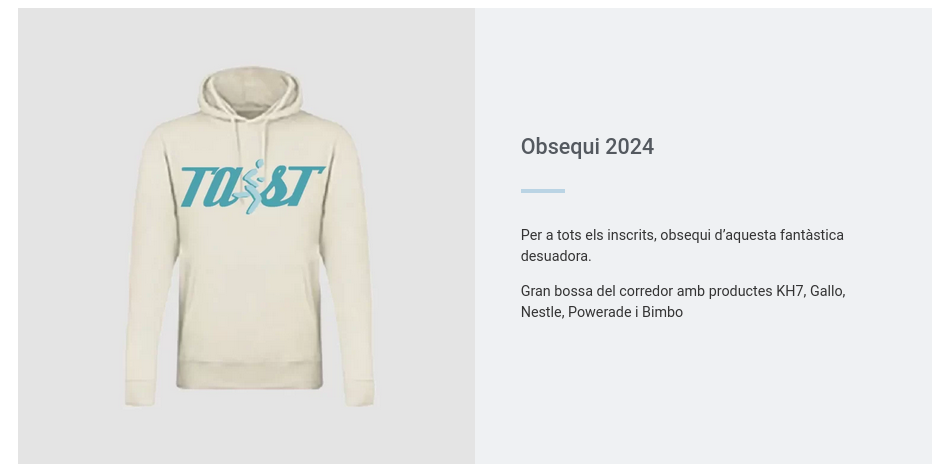 TaiST
Obsequi 2024
Per a tots els inscrits, obsequi d’aquesta fantàstica
desuadora.
Gran bossa del corredor amb productes KH7, Gallo,
Nestle, Powerade i Bimbo